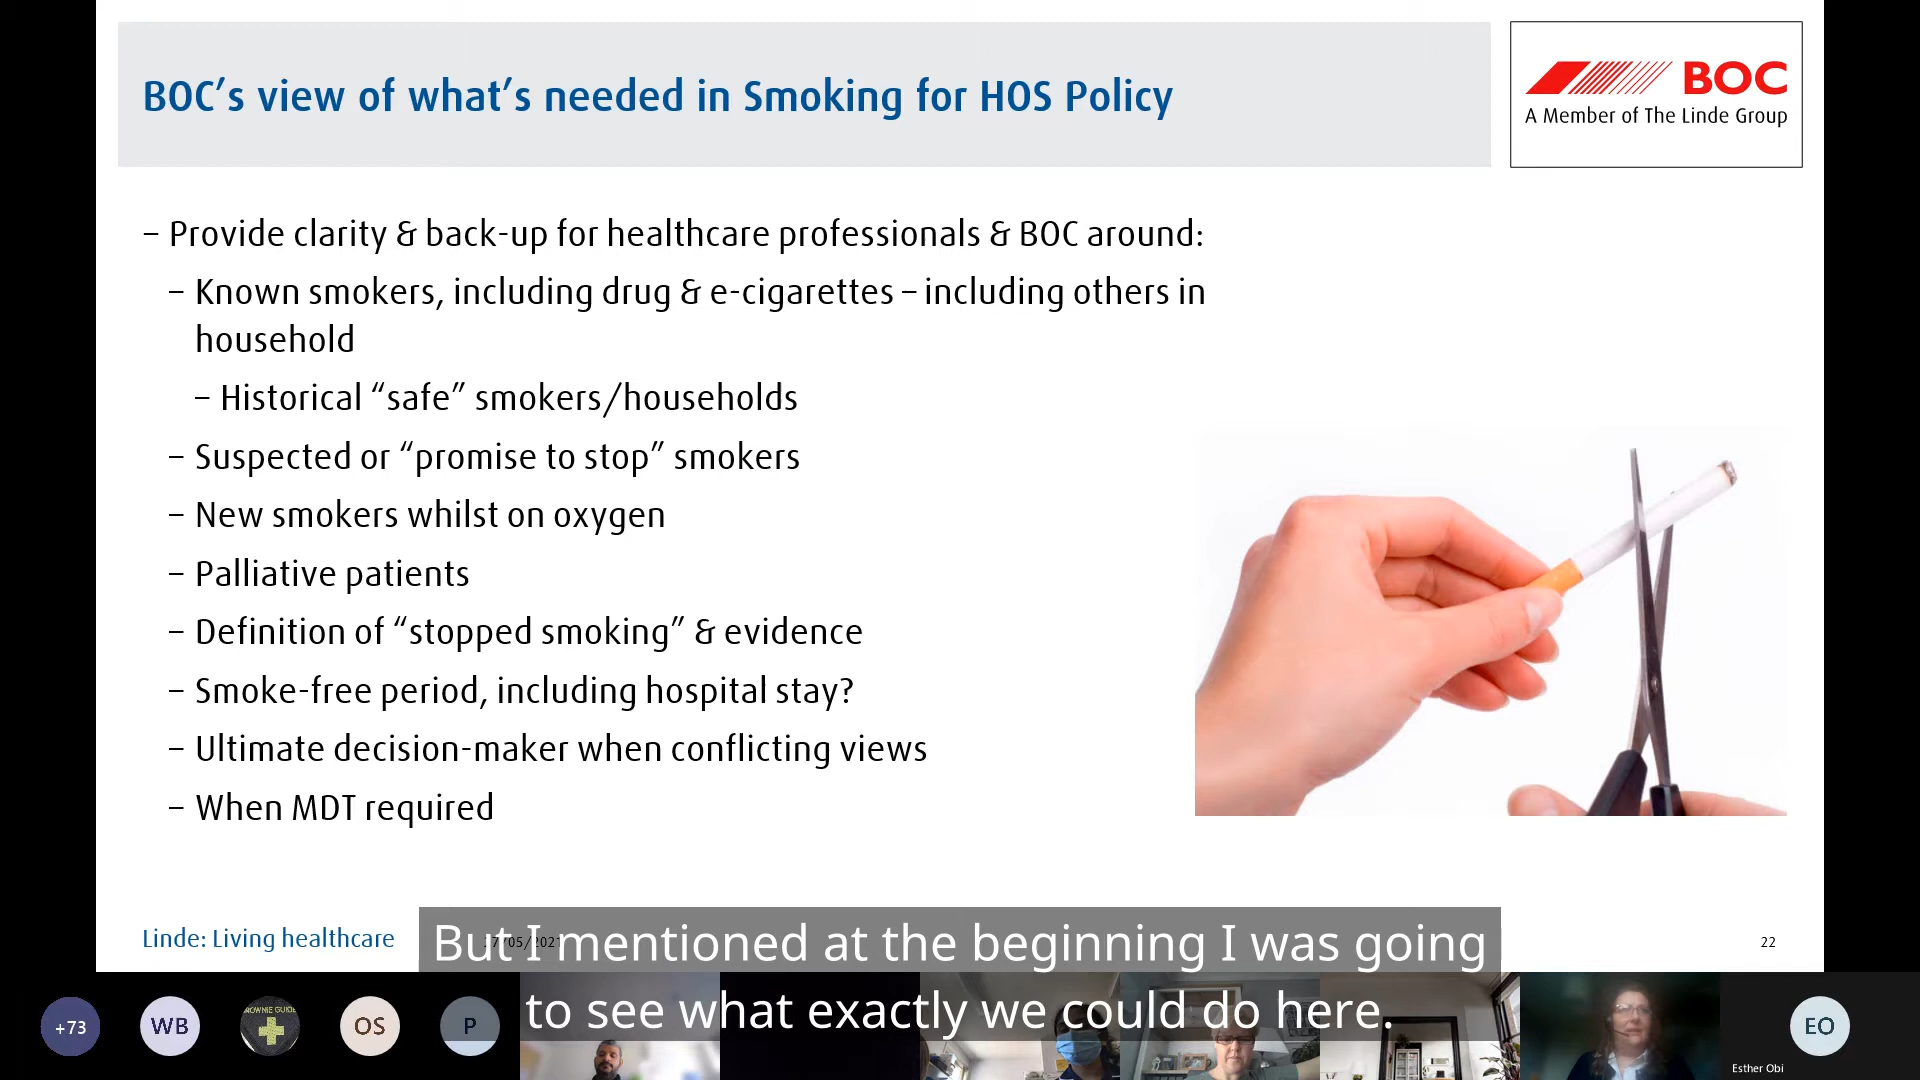 BOC's view of what's needed in Smoking for HOS Policy
BOC
A Member of The Linde Group
– Provide clarity & back-up for healthcare professionals & BOC around:
– Known smokers, including drug & e-cigarettes – including others in
household
– Historical “safe” smokers/households
– Suspected or “promise to stop” smokers
– New smokers whilst on oxygen
– Palliative patients
– Definition of “stopped smoking” & evidence
– Smoke-free period, including hospital stay?
– Ultimate decision-maker when conflicting views
– When MDT required
Linde: Living healthcare
22
But I mentioned at the beginning I was going
to see what exactly we could do here.
+73
WB
OS
P
EO
Esther Obi